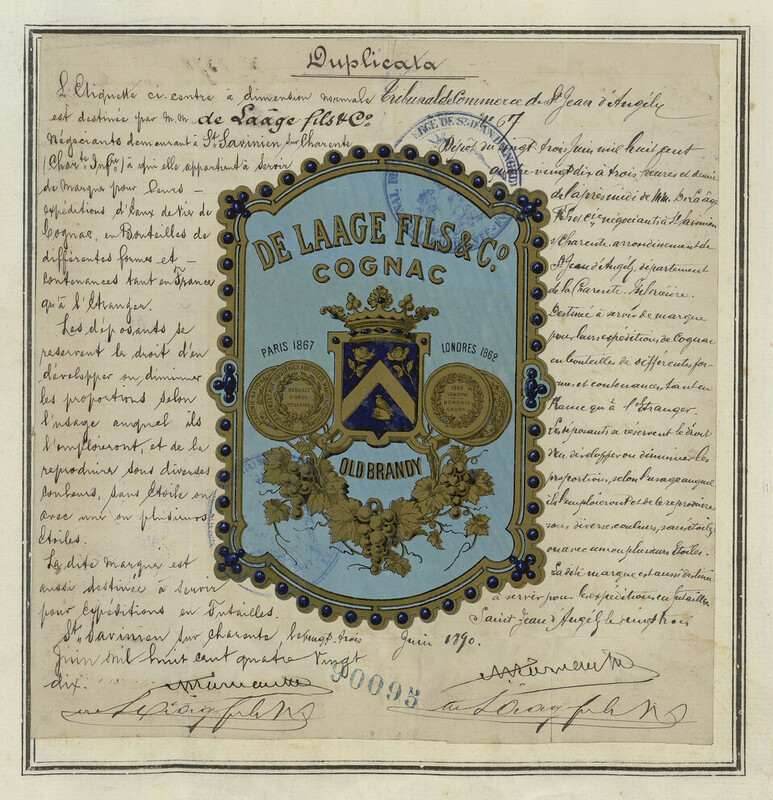 Duplicata
L'Etiquette ci-contre à dimension normale
est destinée par M.M. de Laâge fils & Co
Négociants demeurant à St Savinien sur Charente
(Charte Infre) à qui elle appartient à servir
de Marque pour leurs -
expéditions d'Eaux de Vie de
Cognac, en Bouteilles de
différentes formes et -
contenances tant en France
qu'à l'Etranger.
Les déposants se
réservent le droit d'en
développer ou diminuer
les proportions selon
l'usage auquel ils
l'emploieront, et de la
reproduire sous diverses
couleurs, sans Etoile ou
avec une ou plusieurs
Etoiles.
La dite Marque est
aussi destinée à servir
pour Expéditions en Futailles.
St Savinien sur Charente le vingt trois
Juin mil huit cent quatre vingt
dix.
Tribunal de Commerce de St Jean d'Angély
No 67
Dépôt du vingt trois juin mil huit cent
quatre vingt dix à trois heures et demie
de l'après midi de MM. De Laâge
fils et Cie négociants à St Savinien
s/ Charente arrondissement de
St Jean d'Angély, département
de la Charente Inférieure.
Destinée à servir de marque
pour leurs expéditions de Cognac
en bouteilles de différentes for-
mes et contenances, tant en
France qu'à l'Etranger.
Les déposants se réservent le droit
d'en développer ou diminuer les
proportions, selon l'usage auquel
ils l'emploieront et de le reproduire
sous diverses couleurs, sans étoile,
ou avec une ou plusieurs étoiles.
La dite marque est aussi destinée
à servir pour les expéditions en futailles
Saint Jean d'Angély le vingt trois
Juin 1890.
DE LAAGE FILS & Co.
COGNAC
PARIS 1867
LONDRES 1862
OLD BRANDY
90095